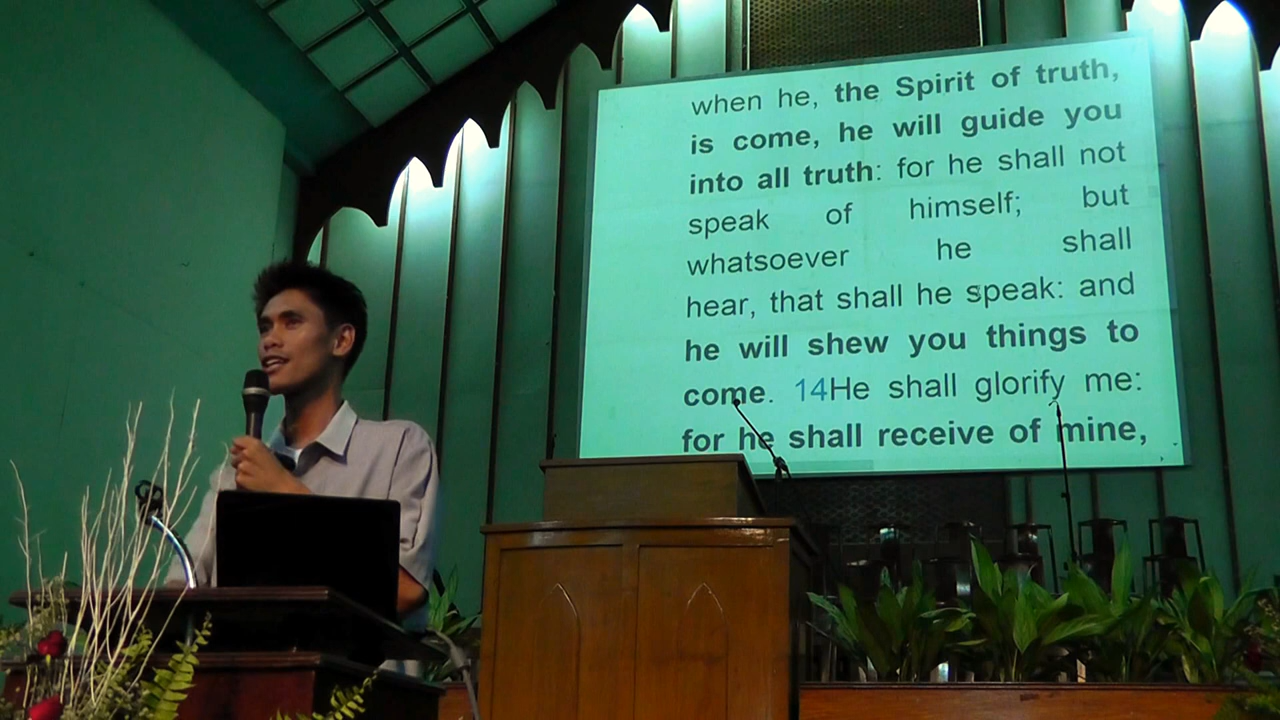 when he, the Spirit of truth,
is come, he will guide you
into all truth: for he shall not
speak of himself; but
whatsoever he shall
hear, that shall he speak: and
he will shew you things to
come. 14He shall glorify me:
for he shall receive of mine,